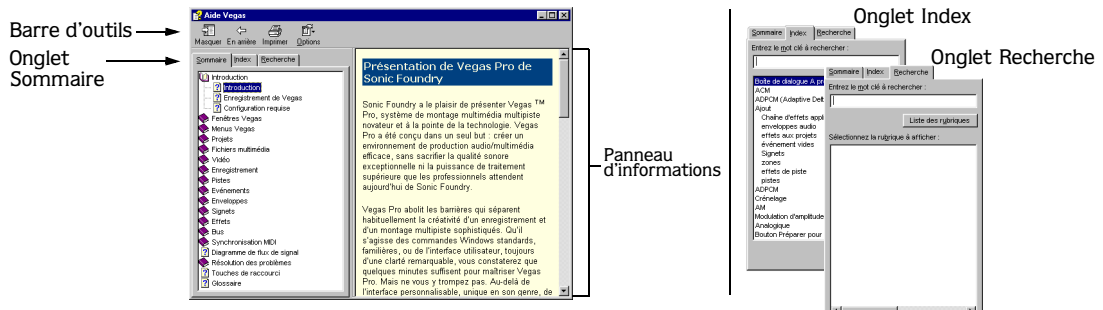 Barre d'outils
Onglet
Sommaire
Aide Vegas
Masquer En arrière Imprimer Options
Sommaire Index Recherche
Introduction
Introduction
Enregistrement de Vegas
Configuration requise
Fenêtres Vegas
Menus Vegas
Projets
Fichiers multimédia
Vidéo
Enregistrement
Pistes
Evénements
Enveloppes
Signets
Effets
Bus
Synchronisation MIDI
Diagramme de flux de signal
Résolution des problèmes
Touches de raccourci
Glossaire
Présentation de Vegas Pro de
Sonic Foundry
Sonic Foundry a le plaisir de présenter Vegas ™
Pro, système de montage multimédia multipiste
novateur et à la pointe de la technologie. Vegas
Pro a été conçu dans un seul but : créer un
environnement de production audio/multimédia
efficace, sans sacrifier la qualité sonore
exceptionnelle ni la puissance de traitement
supérieure que les professionnels attendent
aujourd'hui de Sonic Foundry.
Vegas Pro abolit les barrières qui séparent
habituellement la créativité d'un enregistrement et
d'un montage multipiste sophistiqués. Qu'il
s'agisse des commandes Windows standards,
familières, ou de l'interface utilisateur, toujours
d'une clarté remarquable, vous constaterez que
quelques minutes suffisent pour maîtriser Vegas
Pro. Mais ne vous y trompez pas. Au-delà de
l'interface personnalisable, unique en son genre, de
Panneau
d'informations
Onglet Index
Sommaire Index Recherche
Entrez le mot clé à rechercher :
Boîte de dialogue A pr
ACM
ADPCM (Adaptive Delt
Ajout
Chaîne d'effets appli
enveloppes audio
effets aux projets
événement vides
Signets
zones
effets de piste
pistes
ADPCM
Crénelage
AM
Modulation d'amplitude
Analogique
Bouton Préparer pour
Onglet Recherche
Sommaire Index Recherche
Entrez le mot clé à rechercher :
Liste des rubriques
Sélectionnez la rubrique à afficher :